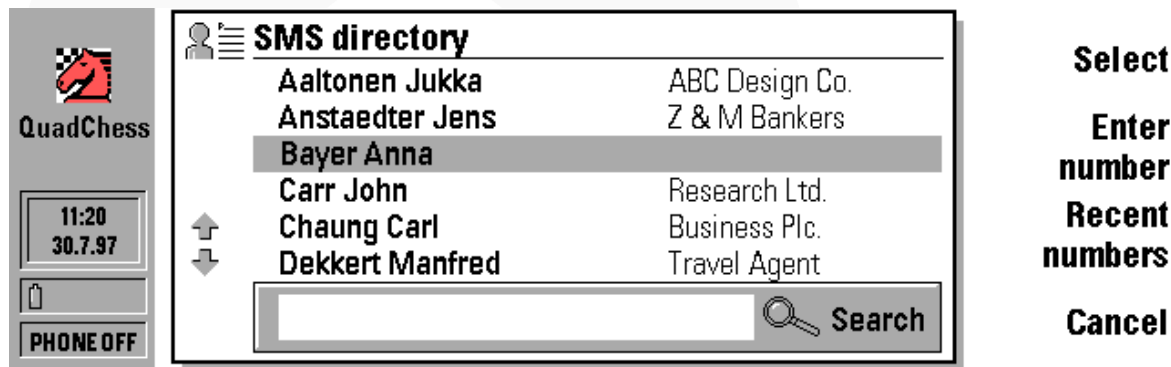 QuadChess
11:20
30.7.97
PHONE OFF
SMS directory
Aaltonen Jukka ABC Design Co.
Anstaedter Jens Z & M Bankers
Bayer Anna
Carr John Research Ltd.
Chaung Carl Business Plc.
Dekkert Manfred Travel Agent
Search
Select
Enter
number
Recent
numbers
Cancel